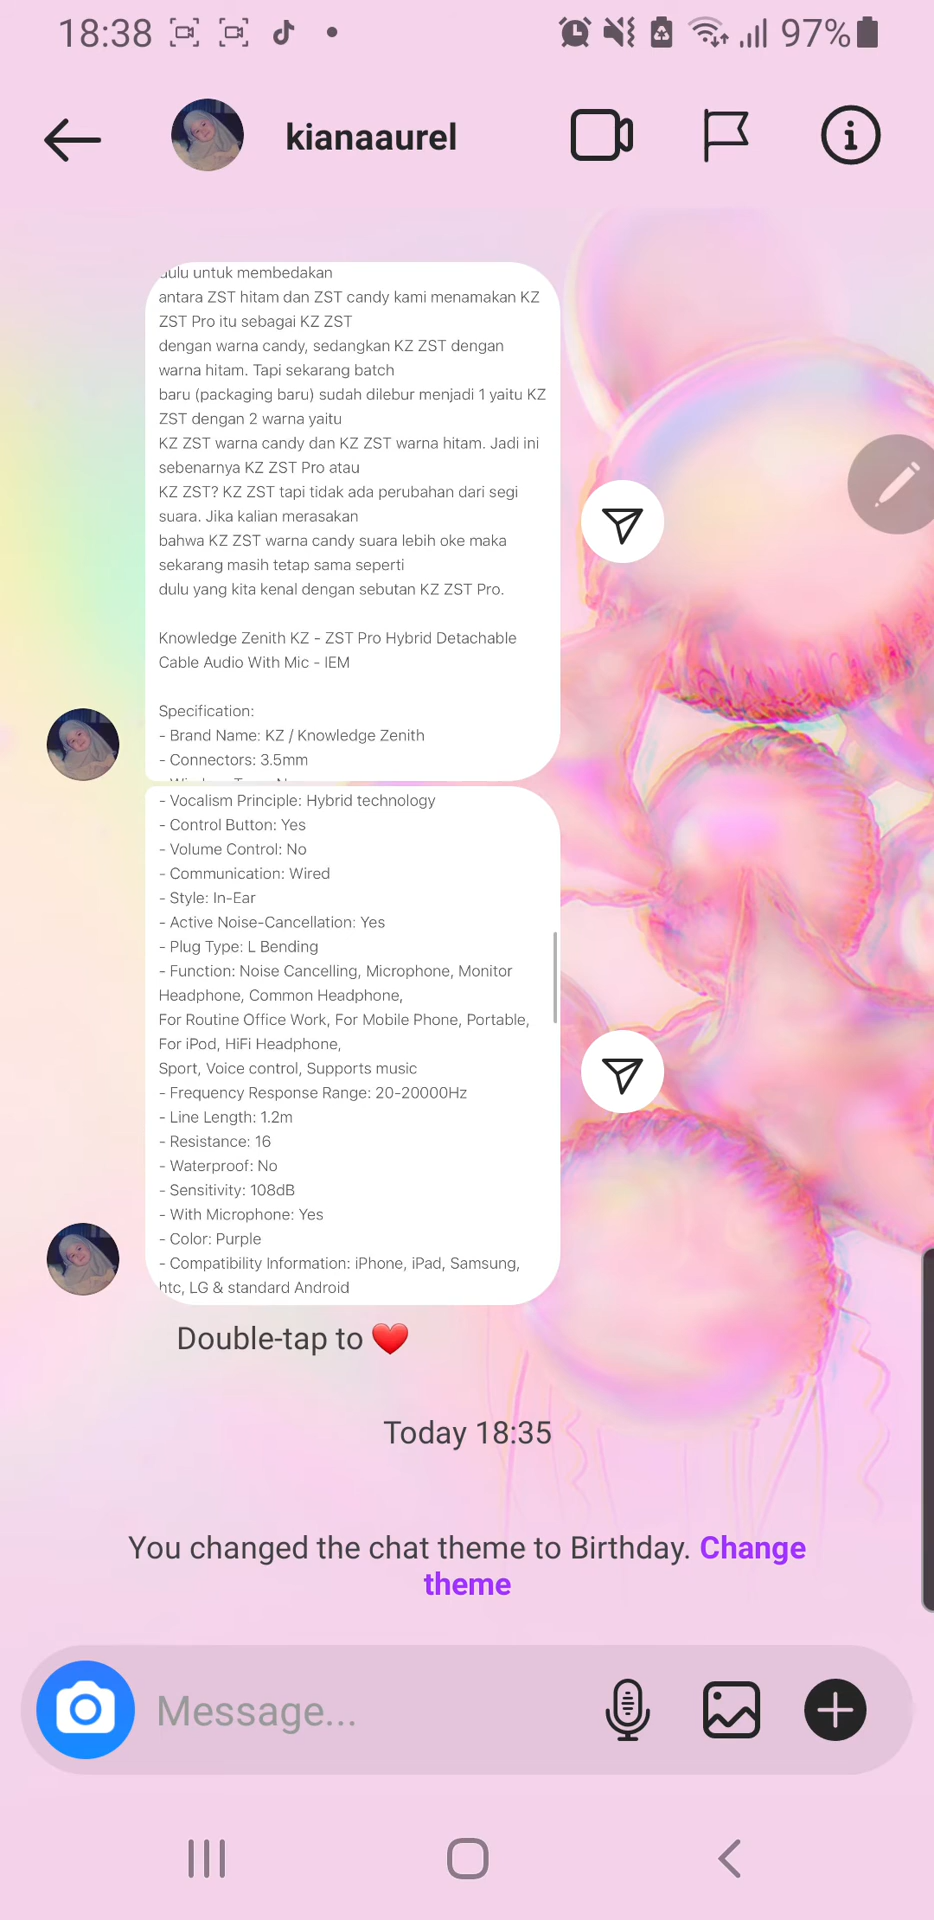 18:38
97%
kianaaurel
dulu untuk membedakan
antara ZST hitam dan ZST candy kami menamakan KZ
ZST Pro itu sebagai KZ ZST
dengan warna candy, sedangkan KZ ZST dengan
warna hitam. Tapi sekarang batch
baru (packaging baru) sudah dilebur menjadi 1 yaitu KZ
ZST dengan 2 warna yaitu
KZ ZST warna candy dan KZ ZST warna hitam. Jadi ini
sebenarnya KZ ZST Pro atau
KZ ZST? KZ ZST tapi tidak ada perubahan dari segi
suara. Jika kalian merasakan
bahwa KZ ZST warna candy suara lebih oke maka
sekarang masih tetap sama seperti
dulu yang kita kenal dengan sebutan KZ ZST Pro.
Knowledge Zenith KZ - ZST Pro Hybrid Detachable
Cable Audio With Mic - IEM
Specification:
- Brand Name: KZ / Knowledge Zenith
- Connectors: 3.5mm
- Vocalism Principle: Hybrid technology
- Control Button: Yes
- Volume Control: No
- Communication: Wired
- Style: In-Ear
- Active Noise-Cancellation: Yes
- Plug Type: L Bending
- Function: Noise Cancelling, Microphone, Monitor
Headphone, Common Headphone,
For Routine Office Work, For Mobile Phone, Portable,
For iPod, HiFi Headphone,
Sport, Voice control, Supports music
- Frequency Response Range: 20-20000Hz
- Line Length: 1.2m
- Resistance: 16
- Waterproof: No
- Sensitivity: 108dB
- With Microphone: Yes
- Color: Purple
- Compatibility Information: iPhone, iPad, Samsung,
htc, LG & standard Android
Double-tap to ❤️
Today 18:35
You changed the chat theme to Birthday. Change
theme
Message...